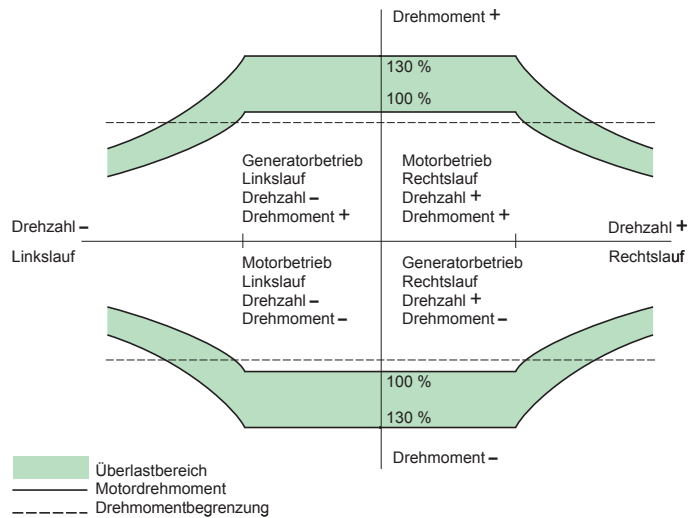 Drehmoment +
130 %
100 %
Generatorbetrieb
Linkslauf
Drehzahl –
Drehmoment +
Motorbetrieb
Rechtslauf
Drehzahl +
Drehmoment +
Drehzahl –
Linkslauf
Drehzahl +
Rechtslauf
Motorbetrieb
Linkslauf
Drehzahl –
Drehmoment –
Generatorbetrieb
Rechtslauf
Drehzahl +
Drehmoment –
100 %
130 %
Drehmoment –
Überlastbereich
Motordrehmoment
Drehmomentbegrenzung